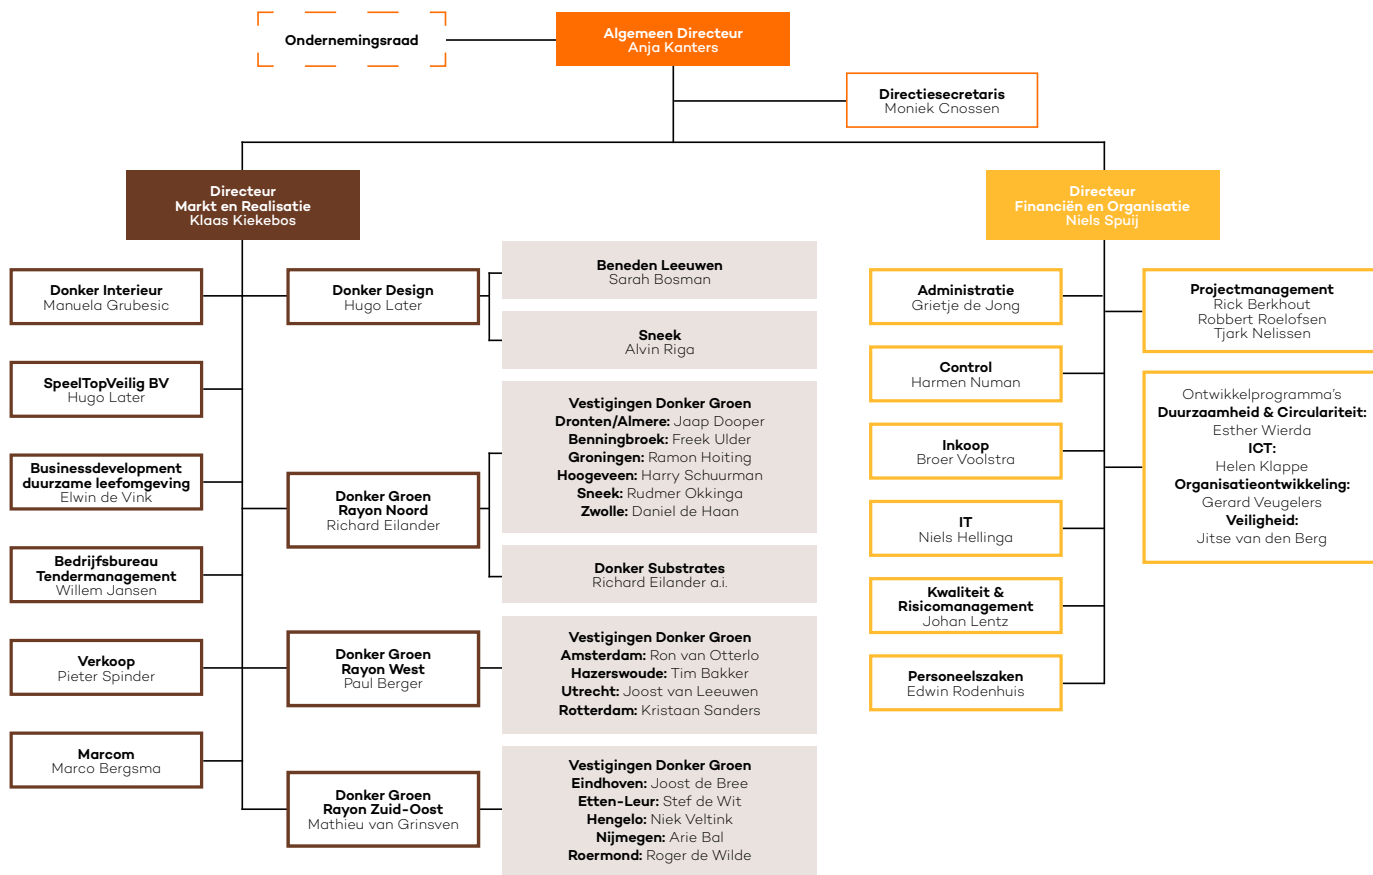 Ondernemingsraad
Algemeen Directeur
Anja Kanters
Directiesecretaris
Moniek Cnossen
Directeur
Markt en Realisatie
Klaas Kiekebos
Directeur
Financiën en Organisatie
Niels Spuij
Donker Interieur
Manuela Grubesic
SpeelTopVeilig BV
Hugo Later
Businessdevelopment
duurzame leefomgeving
Elwin de Vink
Bedrijfsbureau
Tendermanagement
Willem Jansen
Verkoop
Pieter Spinder
Marcom
Marco Bergsma
Donker Design
Hugo Later
Beneden Leeuwen
Sarah Bosman
Sneek
Alvin Riga
Donker Groen
Rayon Noord
Richard Eilander
Vestigingen Donker Groen
Dronten/Almere: Jaap Dooper
Benningbroek: Freek Ulder
Groningen: Ramon Hoiting
Hoogeveen: Harry Schuurman
Sneek: Rudmer Okkinga
Zwolle: Daniel de Haan
Donker Substrates
Richard Eilander a.i.
Donker Groen
Rayon West
Paul Berger
Vestigingen Donker Groen
Amsterdam: Ron van Otterlo
Hazerswoude: Tim Bakker
Utrecht: Joost van Leeuwen
Rotterdam: Kristaan Sanders
Donker Groen
Rayon Zuid-Oost
Mathieu van Grinsven
Vestigingen Donker Groen
Eindhoven: Joost de Bree
Etten-Leur: Stef de Wit
Hengelo: Niek Veltink
Nijmegen: Arie Bal
Roermond: Roger de Wilde
Administratie
Grietje de Jong
Control
Harmen Numan
Inkoop
Broer Voolstra
IT
Niels Hellinga
Kwaliteit &
Risicomanagement
Johan Lentz
Personeelszaken
Edwin Rodenhuis
Projectmanagement
Rick Berkhout
Robbert Roelofsen
Tjark Nelissen
Ontwikkelprogramma's
Duurzaamheid & Circulariteit:
Esther Wierda
ICT:
Helen Klappe
Organisatieontwikkeling:
Gerard Veugelers
Veiligheid:
Jitse van den Berg